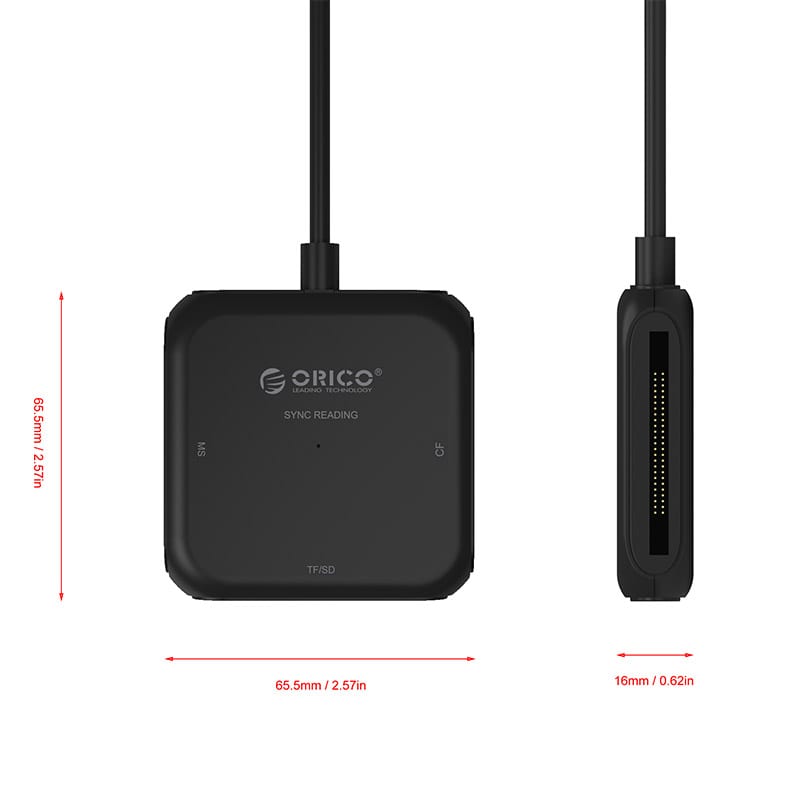 ORICO®
LEADING TECHNOLOGY
SYNC READING
MS
CF
TF/SD
65.5mm / 2.57in
65.5mm / 2.57in
16mm / 0.62in